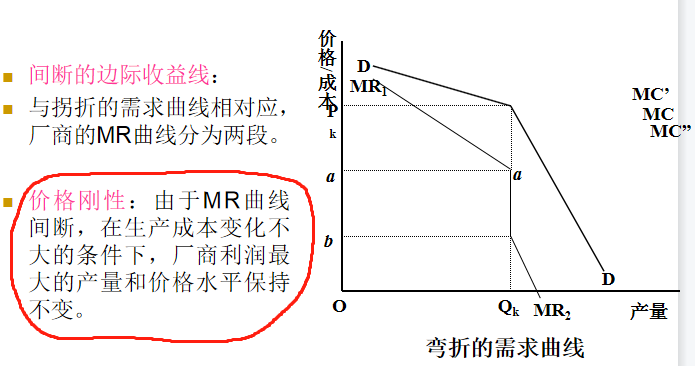 间断的边际收益线：
与拐折的需求曲线相对应，
厂商的MR曲线分为两段。
价格刚性：由于MR曲线
间断，在生产成本变化不
大的条件下，厂商利润最
大的产量和价格水平保持
不变。
价格/成本
D
MR1
Pk
a
a
b
O
Qk
MR2
D
产量
MC’
MC
MC”
弯折的需求曲线